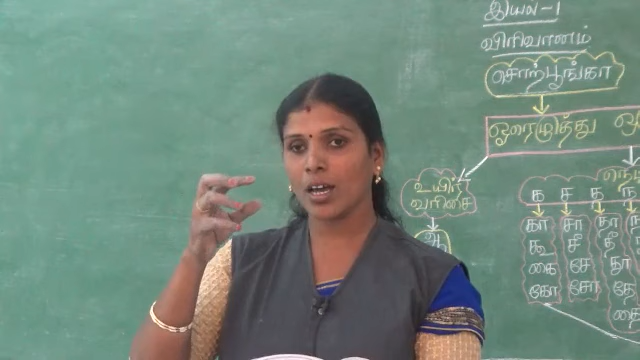 இயல் -1
விரிவானம்
சொற்பூங்கா
ஓரெழுத்து ஒ
உயிர் வரிசை
நெடி
ஆ
க ச த ந
கா சா தா நா
கூ சீ தீ நீ
கை சே தூ நே
கோ சோ தே நை
தை